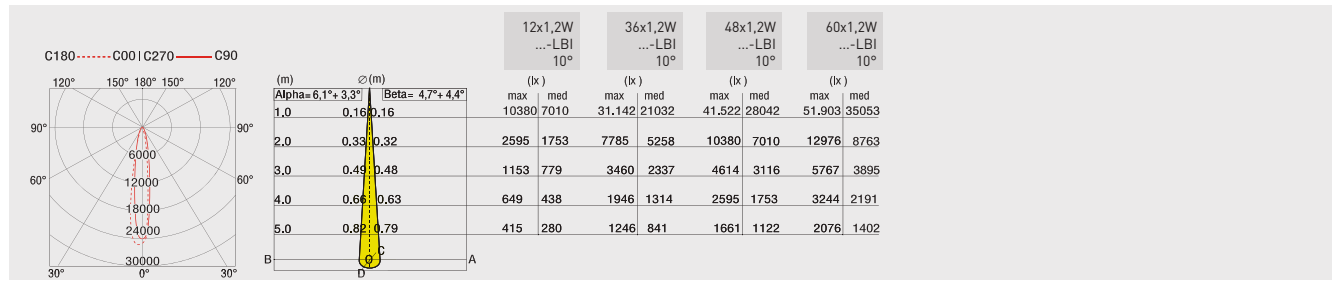 12x1,2W 36x1,2W 48x1,2W 60x1,2W
...-LBI ...-LBI ...-LBI ...-LBI
10° 10° 10° 10°
C180 C00 | C270 C90
120° 150° 180° 150° 120°
90° 90°
60° 60°
30° 0° 30°
6000
12000
18000
24000
30000
(m) ∅(m) (lx ) (lx ) (lx ) (lx )
Alpha= 6,1°+ 3,3° Beta= 4,7°+ 4,4° max med max med max med max med
1.0 0.16 0.16 10380 7010 31.142 21032 41.522 28042 51.903 35053
2.0 0.33 0.32 2595 1753 7785 5258 10380 7010 12976 8763
3.0 0.49 0.48 1153 779 3460 2337 4614 3116 5767 3895
4.0 0.66 0.63 649 438 1946 1314 2595 1753 3244 2191
5.0 0.82 0.79 415 280 1246 841 1661 1122 2076 1402
C
B A
D